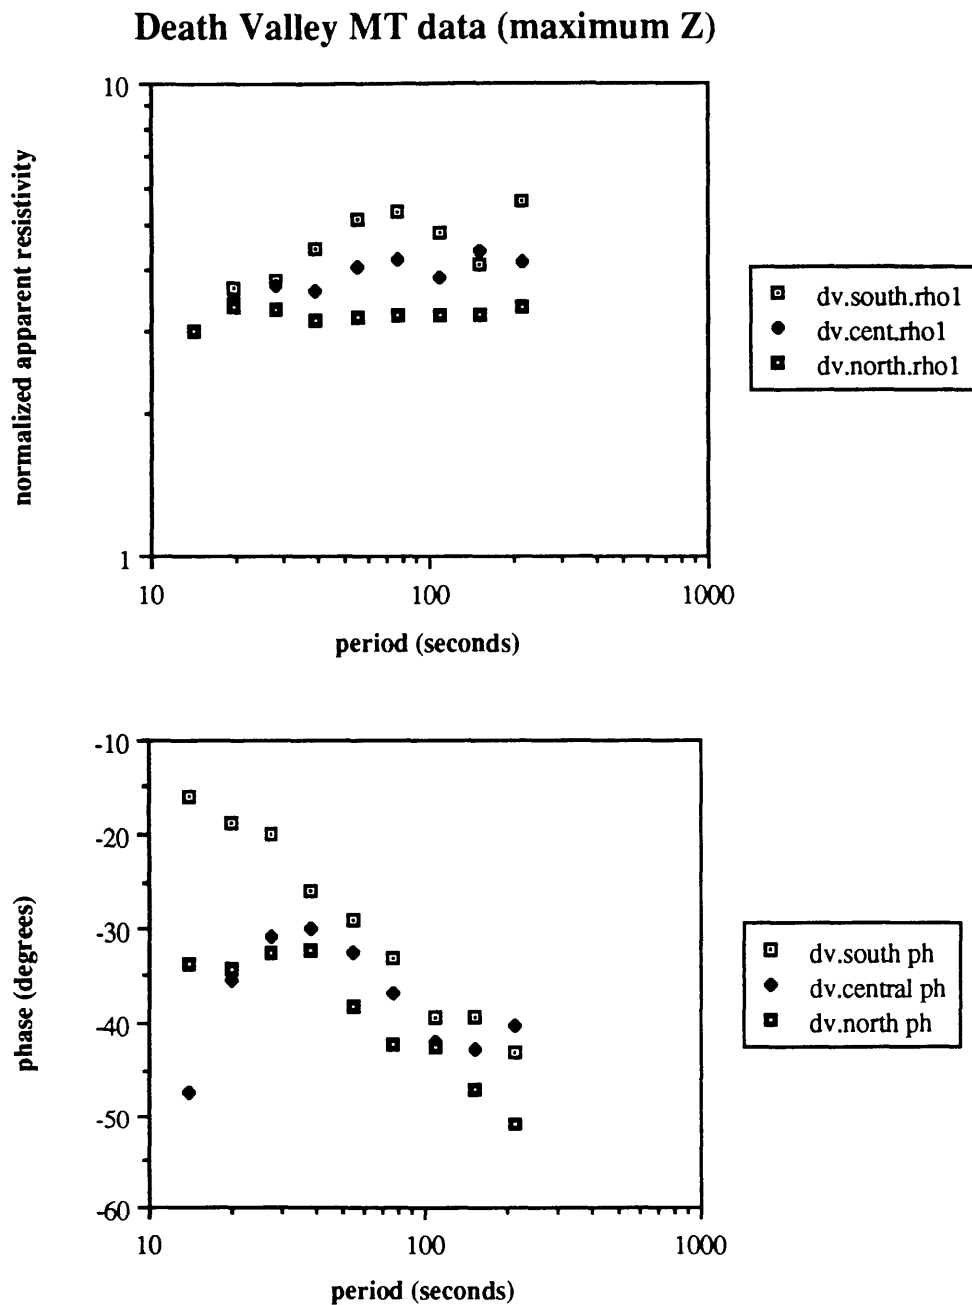 Death Valley MT data (maximum Z)
10
normalized apparent resistivity
1
10 100 1000
period (seconds)
dv.south.rho1
dv.cent.rho1
dv.north.rho1
-10
-20
-30
-40
-50
-60
phase (degrees)
10 100 1000
period (seconds)
dv.south ph
dv.central ph
dv.north ph